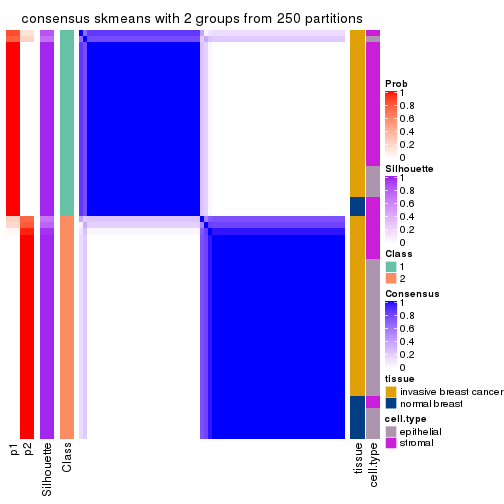 consensus skmeans with 2 groups from 250 partitions
Prob
1
0.8
0.6
0.4
0.2
0
Silhouette
1
0.8
0.6
0.4
0.2
0
Class
1
2
Consensus
1
0.8
0.6
0.4
0.2
0
tissue
invasive breast cancer
normal breast
cell.type
epithelial
stromal
p1
p2
Silhouette
Class
tissue
cell.type